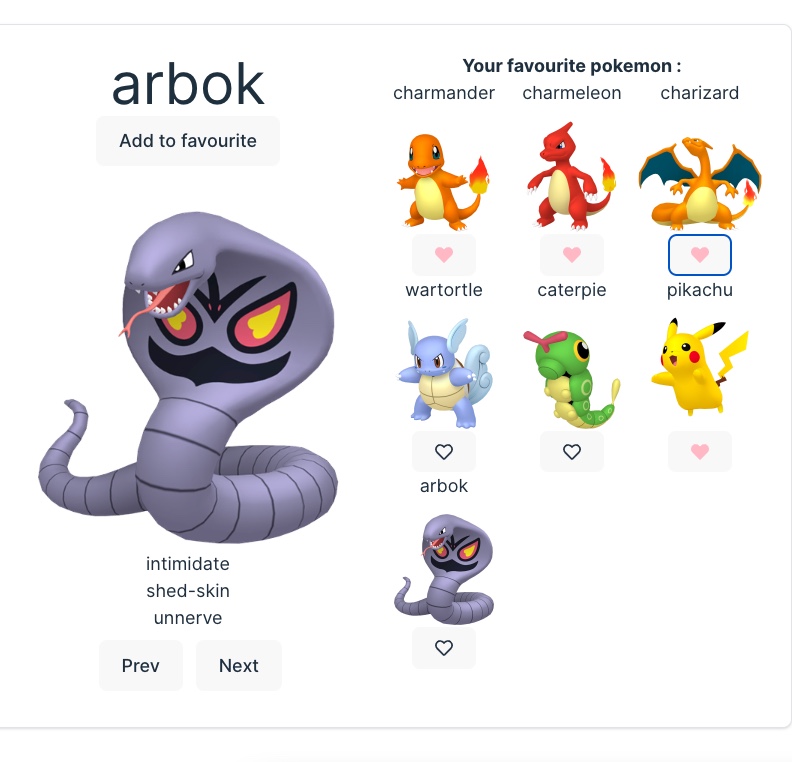 arbok
Add to favourite
intimidate
shed-skin
unnerve
Prev Next
Your favourite pokemon :
charmander charmeleon charizard
wartortle caterpie pikachu
arbok